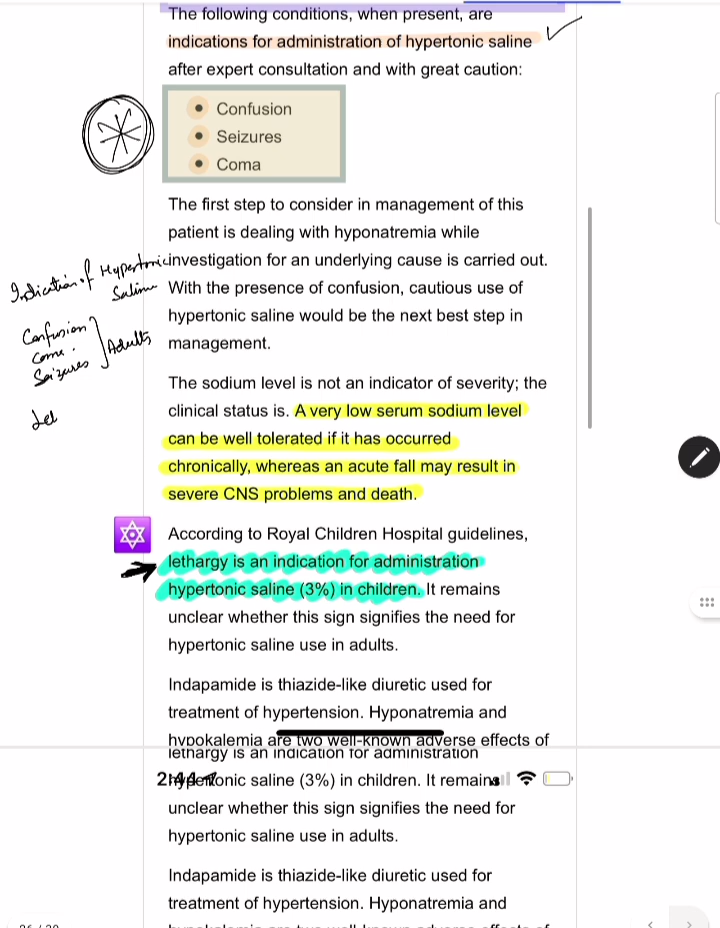 The following conditions, when present, are
indications for administration of hypertonic saline
after expert consultation and with great caution:
• Confusion
• Seizures
• Coma
The first step to consider in management of this
patient is dealing with hyponatremia while
investigation for an underlying cause is carried out.
With the presence of confusion, cautious use of
hypertonic saline would be the next best step in
management.
Indication of Hypertonic
Saline
Confusion
Coma.
Seizures
Adults
Let
The sodium level is not an indicator of severity; the
clinical status is. A very low serum sodium level
can be well tolerated if it has occurred
chronically, whereas an acute fall may result in
severe CNS problems and death.
According to Royal Children Hospital guidelines,
lethargy is an indication for administration
hypertonic saline (3%) in children. It remains
unclear whether this sign signifies the need for
hypertonic saline use in adults.
Indapamide is thiazide-like diuretic used for
treatment of hypertension. Hyponatremia and
hypokalemia are two well-known adverse effects of
lethargy is an indication for administration
hypertonic saline (3%) in children. It remains
unclear whether this sign signifies the need for
hypertonic saline use in adults.
Indapamide is thiazide-like diuretic used for
treatment of hypertension. Hyponatremia and